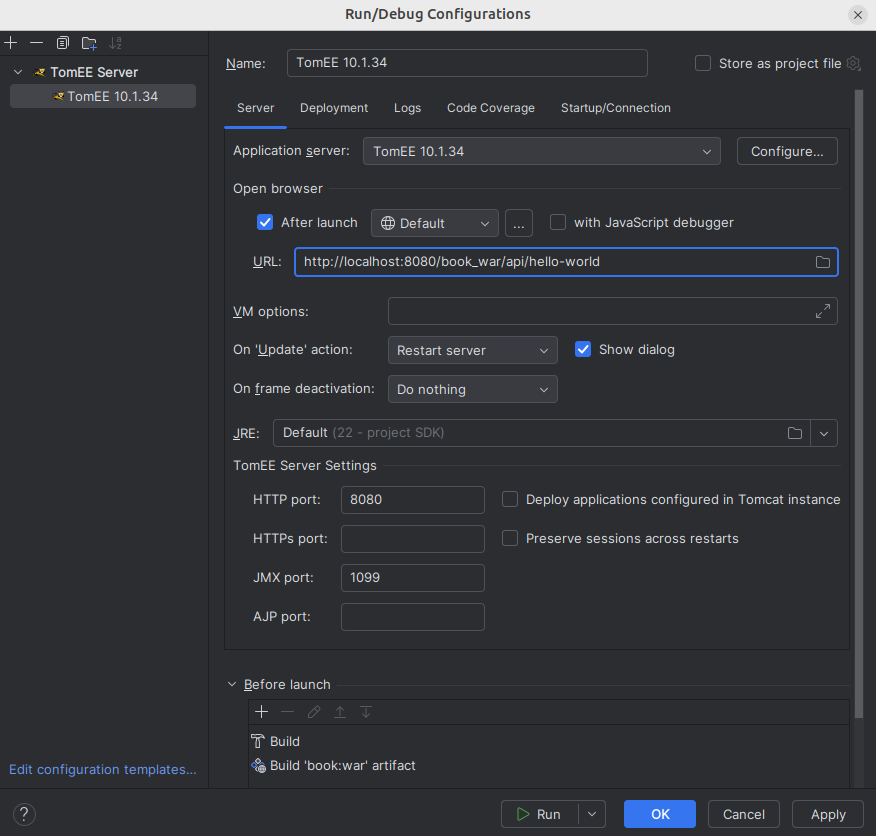 Run/Debug Configurations
TomEE Server
TomEE 10.1.34
Name: TomEE 10.1.34 Store as project file
Server Deployment Logs Code Coverage Startup/Connection
Application server: TomEE 10.1.34 Configure...
Open browser
After launch Default ... with JavaScript debugger
URL: http://localhost:8080/book_war/api/hello-world
VM options:
On 'Update' action: Restart server Show dialog
On frame deactivation: Do nothing
JRE: Default (22 - project SDK)
TomEE Server Settings
HTTP port: 8080 Deploy applications configured in Tomcat instance
HTTPs port: Preserve sessions across restarts
JMX port: 1099
AJP port:
Before launch
Build
Build 'book:war' artifact
Edit configuration templates...
? Run OK Cancel Apply